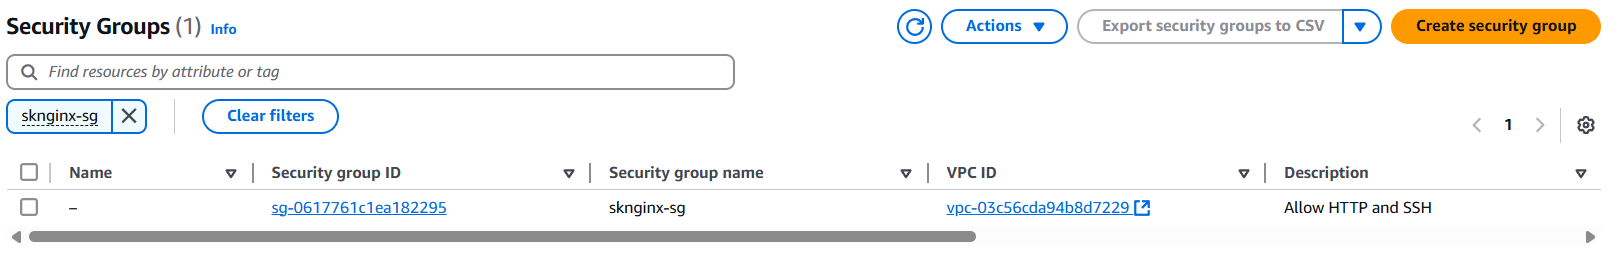 Security Groups (1) Info
Actions
Export security groups to CSV
Create security group
Find resources by attribute or tag
sknginx-sg
Clear filters
1
Name Security group ID Security group name VPC ID Description
– sg-0617761c1ea182295 sknginx-sg vpc-03c56cda94b8d7229 Allow HTTP and SSH